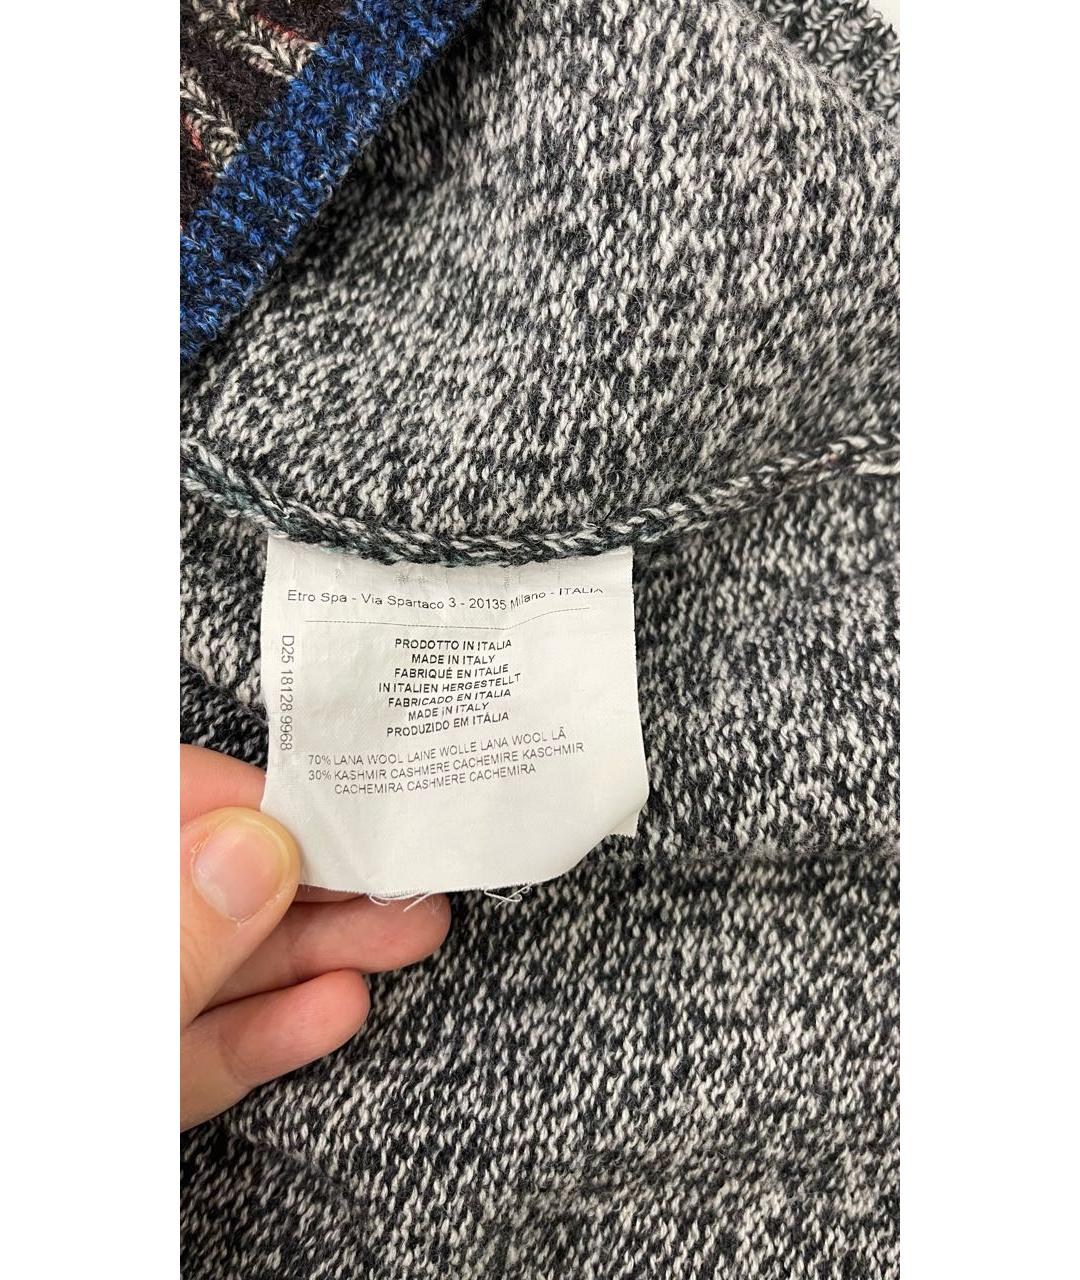 Etro Spa - Via Spartaco 3 - 20135 Milano - ITALIA
D25 18128 9968
PRODOTTO IN ITALIA
MADE IN ITALY
FABRIQUÉ EN ITALIE
IN ITALIEN HERGESTELLT
FABRICADO EN ITALIA
MADE IN ITALY
PRODUZIDO EM ITÁLIA
70% LANA WOOL LAINE WOLLE LANA WOOL LÃ
30% KASHMIR CASHMERE CACHEMIRE KASCHMIR
CACHEMIRA CASHMERE CACHEMIRA